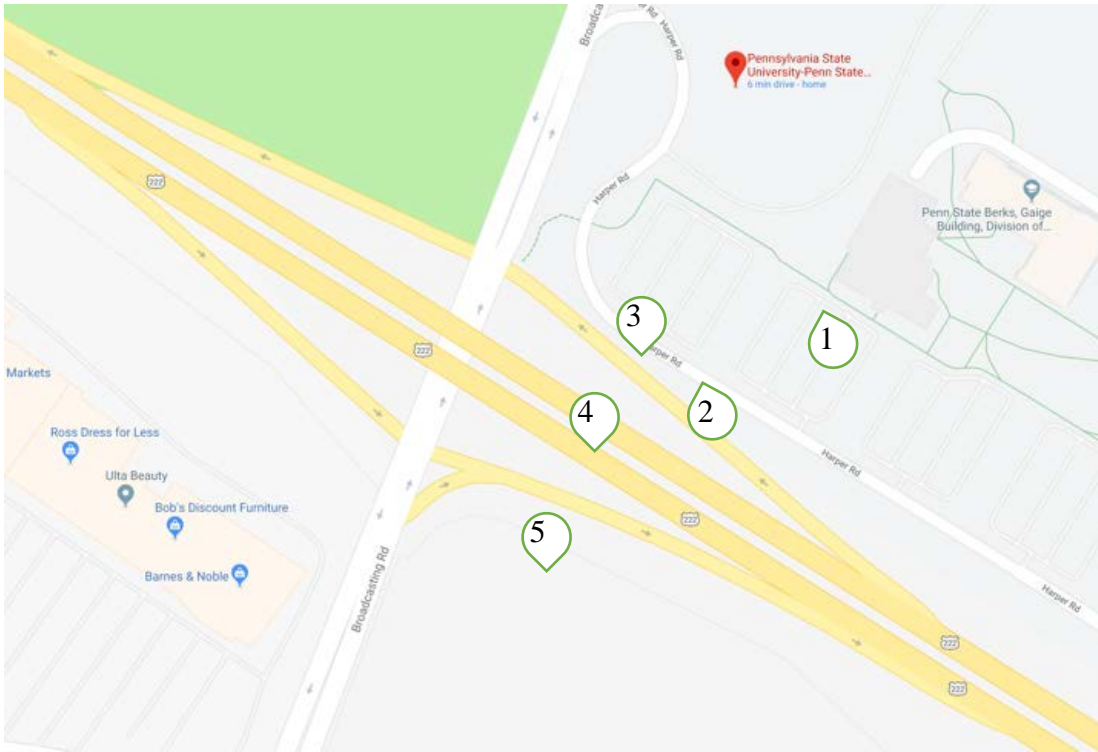 Broadca
Rd
Harper Rd
Pennsylvania State
University-Penn State...
6 min drive - home
222
Harper Rd
Penn State Berks, Gaige
Building, Division of...
3
1
Harper Rd
222
Markets
4
2
Ross Dress for Less
Harper Rd
Ulta Beauty
Bob's Discount Furniture
222
5
Barnes & Noble
Broadcasting Rd
Harper Rd
222
222